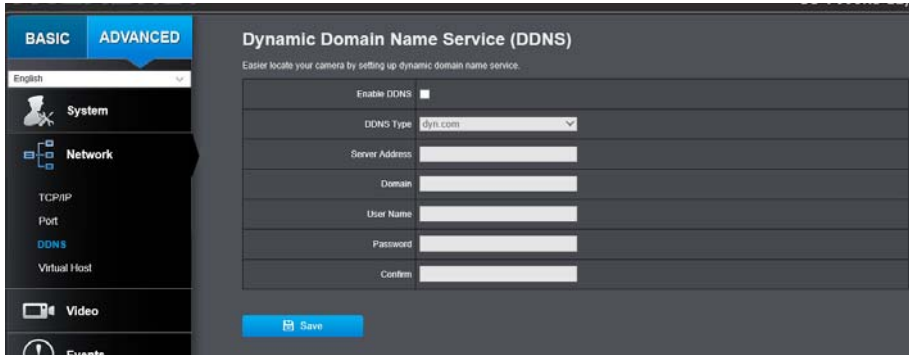 BASIC ADVANCED
English
System
Network
TCP/IP
Port
DDNS
Virtual Host
Video
Events
Dynamic Domain Name Service (DDNS)
Easier locate your camera by setting up dynamic domain name service.
Enable DDNS
DDNS Type dyn.com
Server Address
Domain
User Name
Password
Confirm
Save